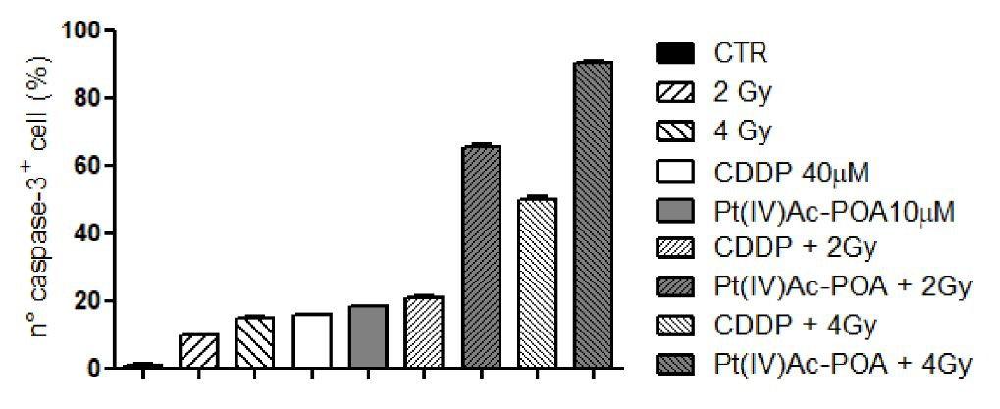 n° caspase-3⁺ cell (%)
100
80
60
40
20
0
CTR
2 Gy
4 Gy
CDDP 40μM
Pt(IV)Ac-POA10μM
CDDP + 2Gy
Pt(IV)Ac-POA + 2Gy
CDDP + 4Gy
Pt(IV)Ac-POA + 4Gy